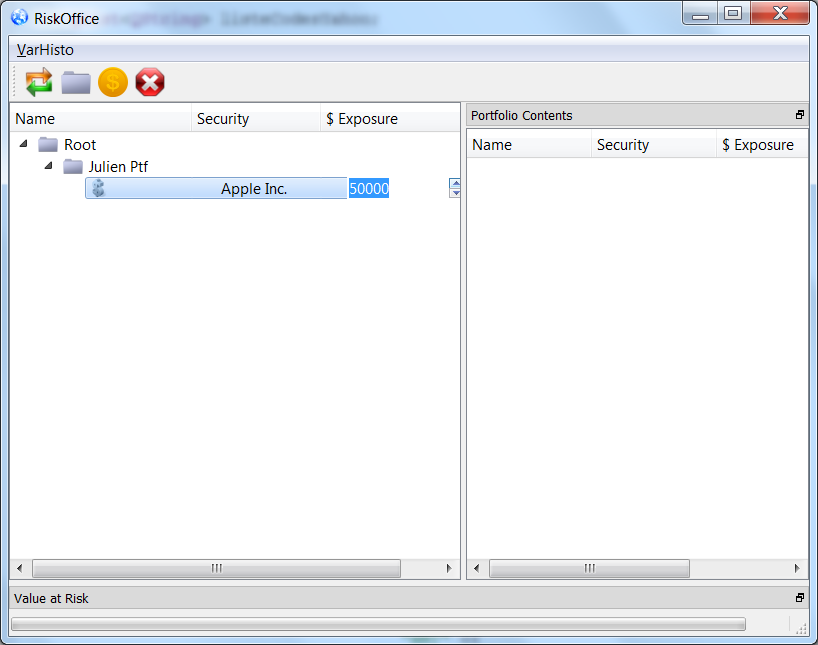 RiskOffice
VarHisto
Name Security $ Exposure
Root
Julien Ptf
Apple Inc. 50000
Portfolio Contents
Name Security $ Exposure
Value at Risk